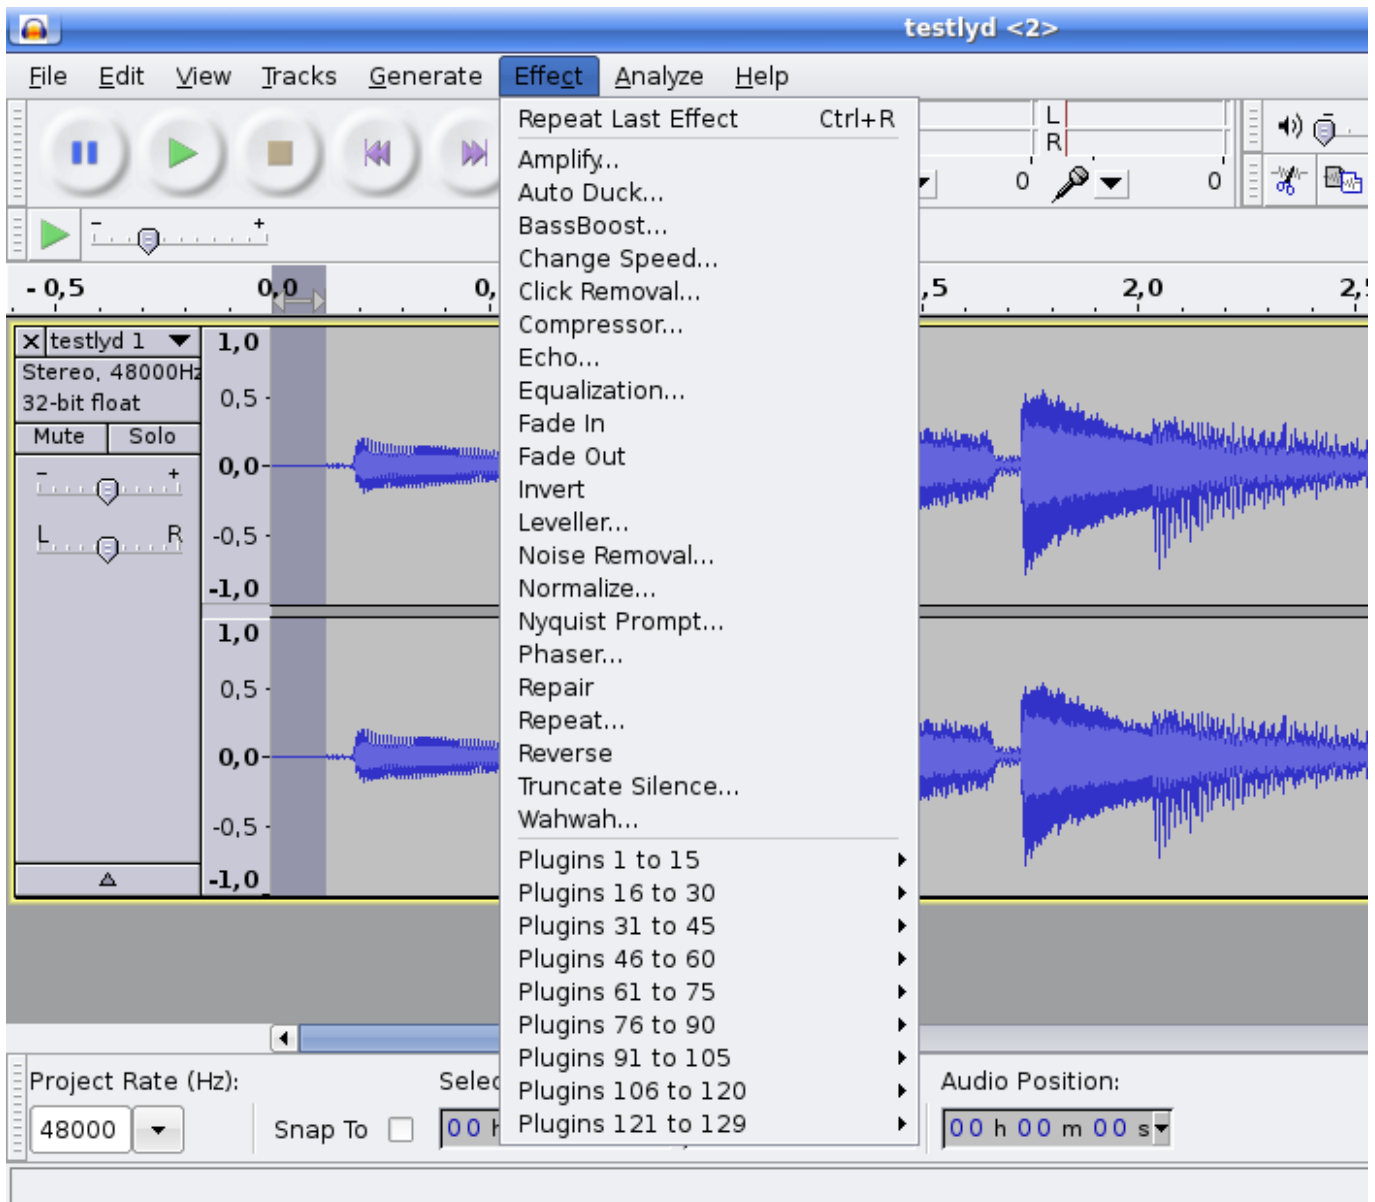 testlyd <2>
File Edit View Tracks Generate Effect Analyze Help
Repeat Last Effect Ctrl+R
Amplify...
Auto Duck...
BassBoost...
Change Speed...
Click Removal...
Compressor...
Echo...
Equalization...
Fade In
Fade Out
Invert
Leveller...
Noise Removal...
Normalize...
Nyquist Prompt...
Phaser...
Repair
Repeat...
Reverse
Truncate Silence...
Wahwah...
Plugins 1 to 15
Plugins 16 to 30
Plugins 31 to 45
Plugins 46 to 60
Plugins 61 to 75
Plugins 76 to 90
Plugins 91 to 105
Plugins 106 to 120
Plugins 121 to 129
L
R
0 0
- +
- 0,5 0,0 0, ,5 2,0 2,5
X testlyd 1
Stereo, 48000Hz
32-bit float
Mute Solo
- +
L R
1,0
0,5
0,0
-0,5
-1,0
1,0
0,5
0,0
-0,5
-1,0
Project Rate (Hz):
48000
Snap To
Selec
00 h
Audio Position:
00 h 00 m 00 s